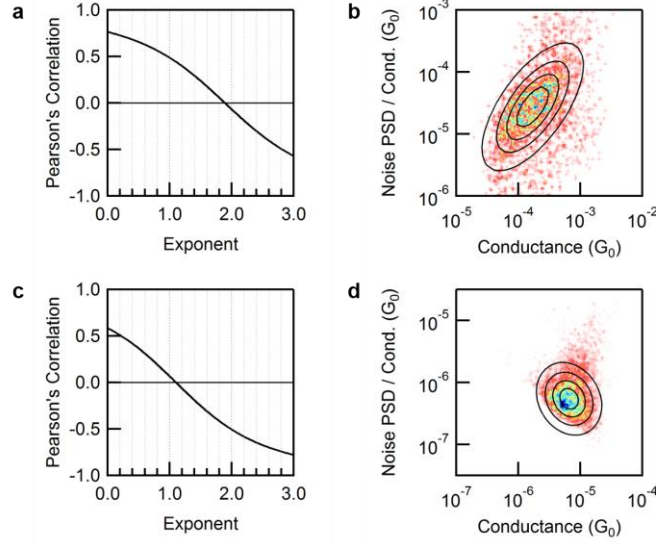 a
1.0
0.5
0.0
-0.5
-1.0
Pearson's Correlation
0.0 1.0 2.0 3.0
Exponent
b
10-3
10-4
10-5
10-6
Noise PSD / Cond. (G0)
10-5 10-4 10-3 10-2
Conductance (G0)
c
1.0
0.5
0.0
-0.5
-1.0
Pearson's Correlation
0.0 1.0 2.0 3.0
Exponent
d
10-5
10-6
10-7
Noise PSD / Cond. (G0)
10-7 10-6 10-5 10-4
Conductance (G0)